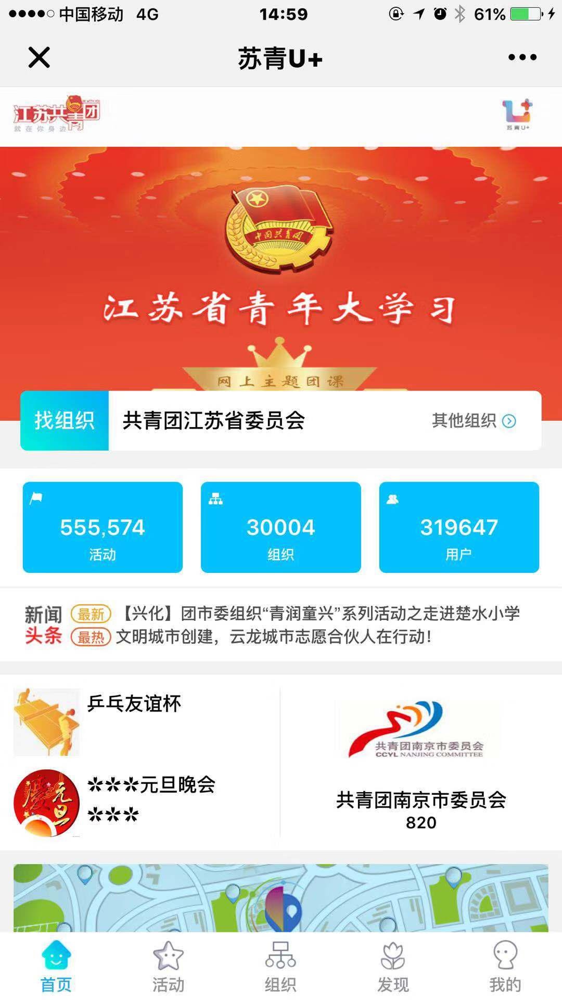 中国移动 4G 14:59 61%
苏青U+
江苏共青团
就在你身边
苏青U+
中国共青团
江苏省青年大学习
网上主题团课
找组织 共青团江苏省委员会 其他组织
555,574 30004 319647
活动 组织 用户
新闻 最新 【兴化】团市委组织“青润童兴”系列活动之走进楚水小学
头条 最热 文明城市创建，云龙城市志愿合伙人在行动！
乒乓友谊杯
共青团南京市委员会
CCYL NANJING COMMITTEE
慶元旦
✲✲✲元旦晚会
✲✲✲
共青团南京市委员会
820
首页 活动 组织 发现 我的